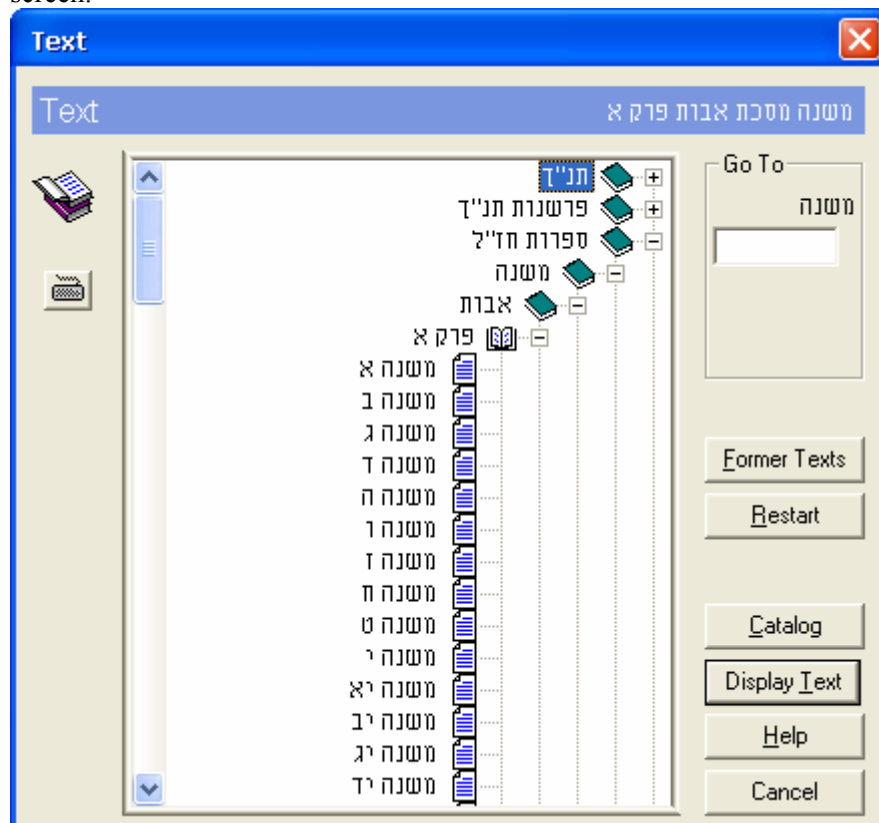 screen.
Text
Text
משנה מסכת אבות פרק א
תנ"ך
פרשנות תנ"ך
ספרות חז"ל
משנה
אבות
פרק א
משנה א
משנה ב
משנה ג
משנה ד
משנה ה
משנה ו
משנה ז
משנה ח
משנה ט
משנה י
משנה יא
משנה יב
משנה יג
משנה יד
Go To
משנה
Former Texts
Restart
Catalog
Display Text
Help
Cancel